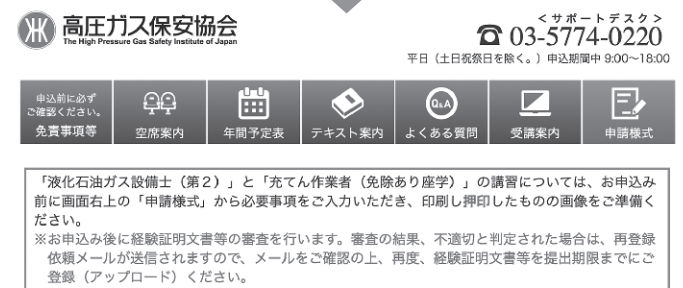 高圧ガス保安協会
The High Pressure Gas Safety Institute of Japan
＜サポートデスク＞
☎ 03-5774-0220
平日（土日祝祭日を除く。）申込期間中 9:00～18:00
申込前に必ず
ご確認ください。
免責事項等
空席案内
年間予定表
テキスト案内
Q&A
よくある質問
受講案内
申請様式
「液化石油ガス設備士（第２）」と「充てん作業者（免除あり座学）」の講習については、お申込み
前に画面右上の「申請様式」から必要事項をご入力いただき、印刷し押印したものの画像をご準備く
ださい。
※お申込み後に経験証明文書等の審査を行います。審査の結果、不適切と判定された場合は、再登録
依頼メールが送信されますので、メールをご確認の上、再度、経験証明文書等を提出期限までにご
登録（アップロード）ください。